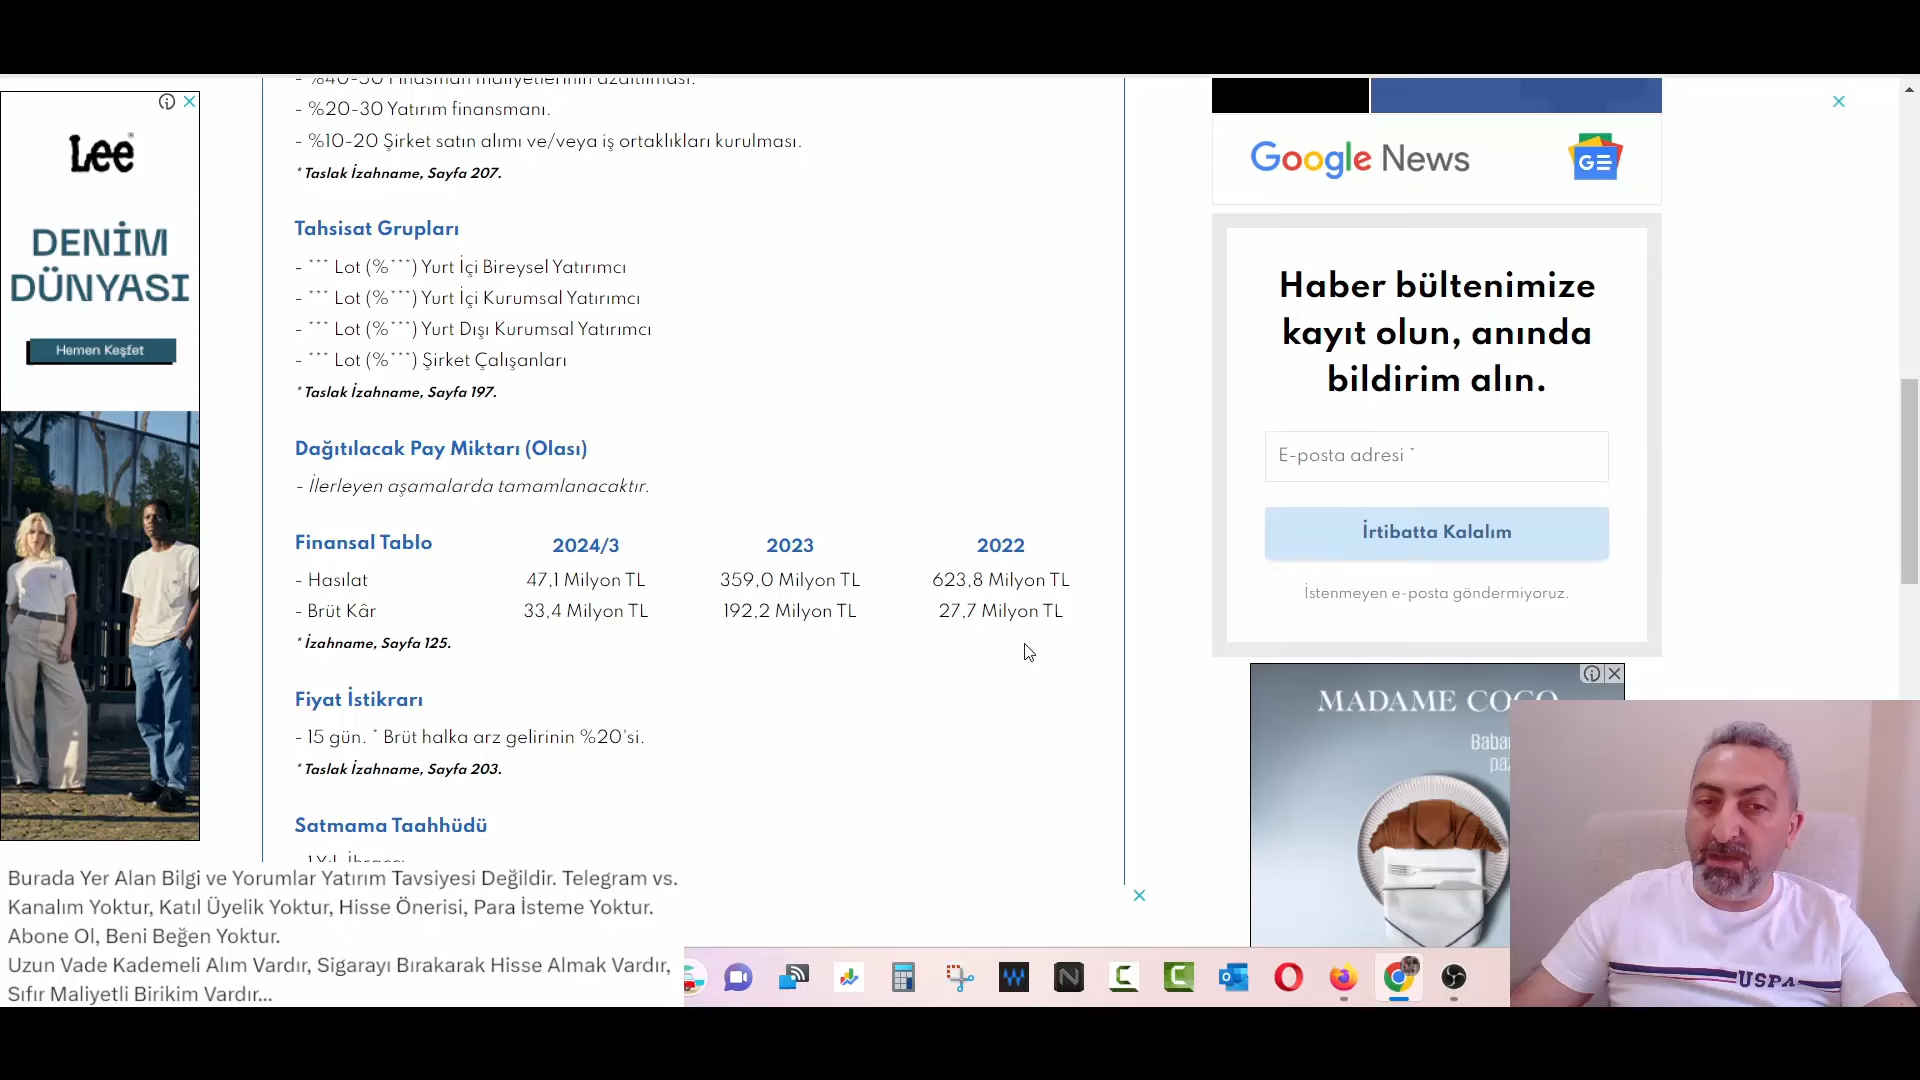 - %40-50 Finasman maliyetlerinin azaltılması.
- %20-30 Yatırım finansmanı.
- %10-20 Şirket satın alımı ve/veya iş ortaklıkları kurulması.
* Taslak İzahname, Sayfa 207.
Tahsisat Grupları
- *** Lot (%***) Yurt İçi Bireysel Yatırımcı
- *** Lot (%***) Yurt İçi Kurumsal Yatırımcı
- *** Lot (%***) Yurt Dışı Kurumsal Yatırımcı
- *** Lot (%***) Şirket Çalışanları
* Taslak İzahname, Sayfa 197.
Dağıtılacak Pay Miktarı (Olası)
- İlerleyen aşamalarda tamamlanacaktır.
Finansal Tablo 2024/3 2023 2022
- Hasılat 47,1 Milyon TL 359,0 Milyon TL 623,8 Milyon TL
- Brüt Kâr 33,4 Milyon TL 192,2 Milyon TL 27,7 Milyon TL
* İzahname, Sayfa 125.
Fiyat İstikrarı
- 15 gün. * Brüt halka arz gelirinin %20'si.
* Taslak İzahname, Sayfa 203.
Satmama Taahhüdü
Lee
DENİM
DÜNYASI
Hemen Keşfet
Google News
GE
Haber bültenimize
kayıt olun, anında
bildirim alın.
E-posta adresi *
İrtibatta Kalalım
İstenmeyen e-posta göndermiyoruz.
MADAME COCO
Burada Yer Alan Bilgi ve Yorumlar Yatırım Tavsiyesi Değildir. Telegram vs.
Kanalım Yoktur, Katıl Üyelik Yoktur, Hisse Önerisi, Para İsteme Yoktur.
Abone Ol, Beni Beğen Yoktur.
Uzun Vade Kademeli Alım Vardır, Sigarayı Bırakarak Hisse Almak Vardır,
Sıfır Maliyetli Birikim Vardır...
USPA